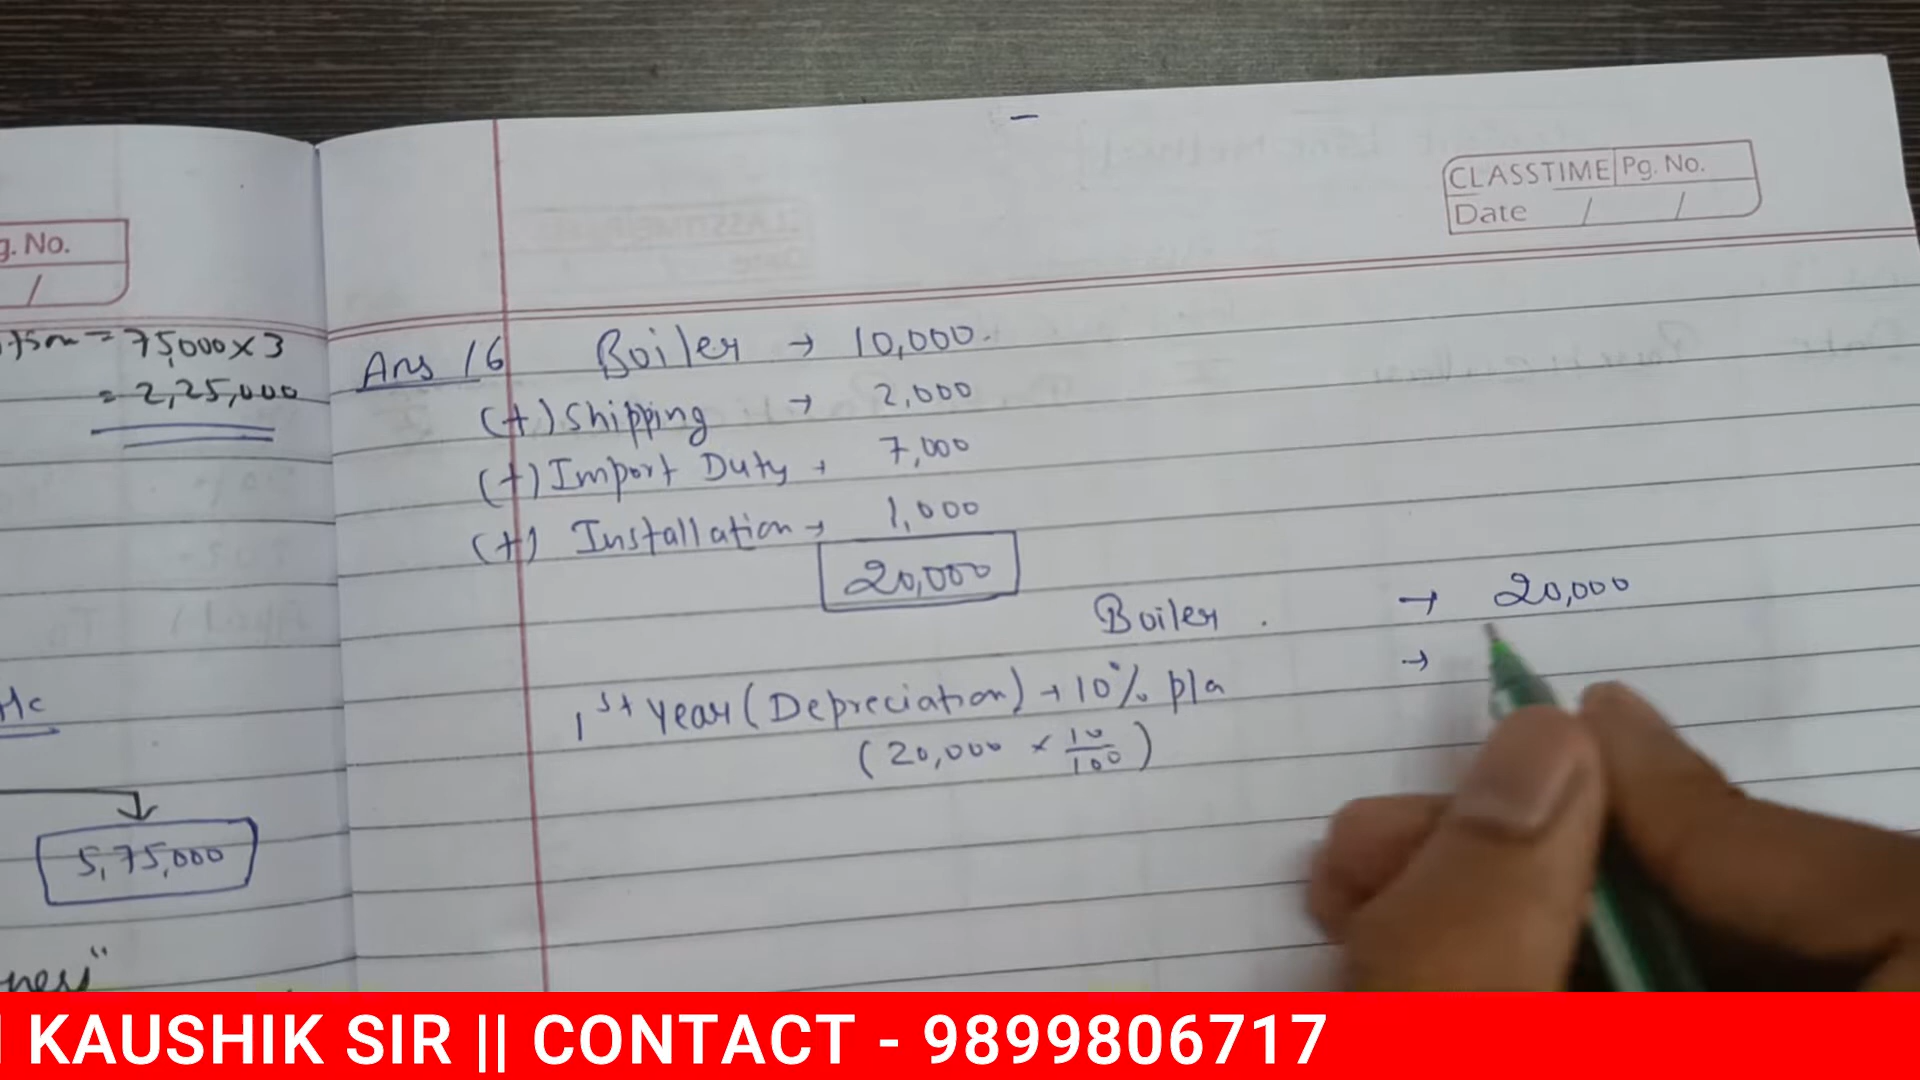 g. No.
/
= 75,000 × 3
= 2,25,000
5,75,000
CLASSTIME Pg. No.
Date / /
Ans 16 Boiler → 10,000.
(+) Shipping → 2,000
(+) Import Duty → 7,000
(+) Installation → 1,000
20,000
Boiler . → 20,000
1st year (Depreciation) → 10% p/a →
(20,000 × 10/100)
KAUSHIK SIR || CONTACT - 9899806717